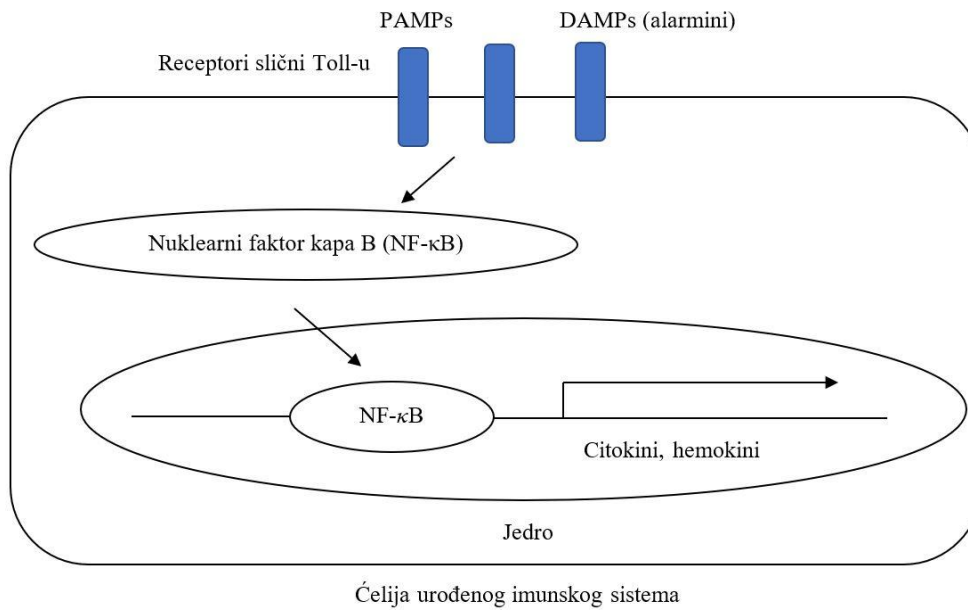 PAMPs
DAMPs (alarmini)
Receptori slični Toll-u
Nuklearni faktor kapa B (NF-κB)
NF-κB
Citokini, hemokini
Jedro
Ćelija urođenog imunskog sistema